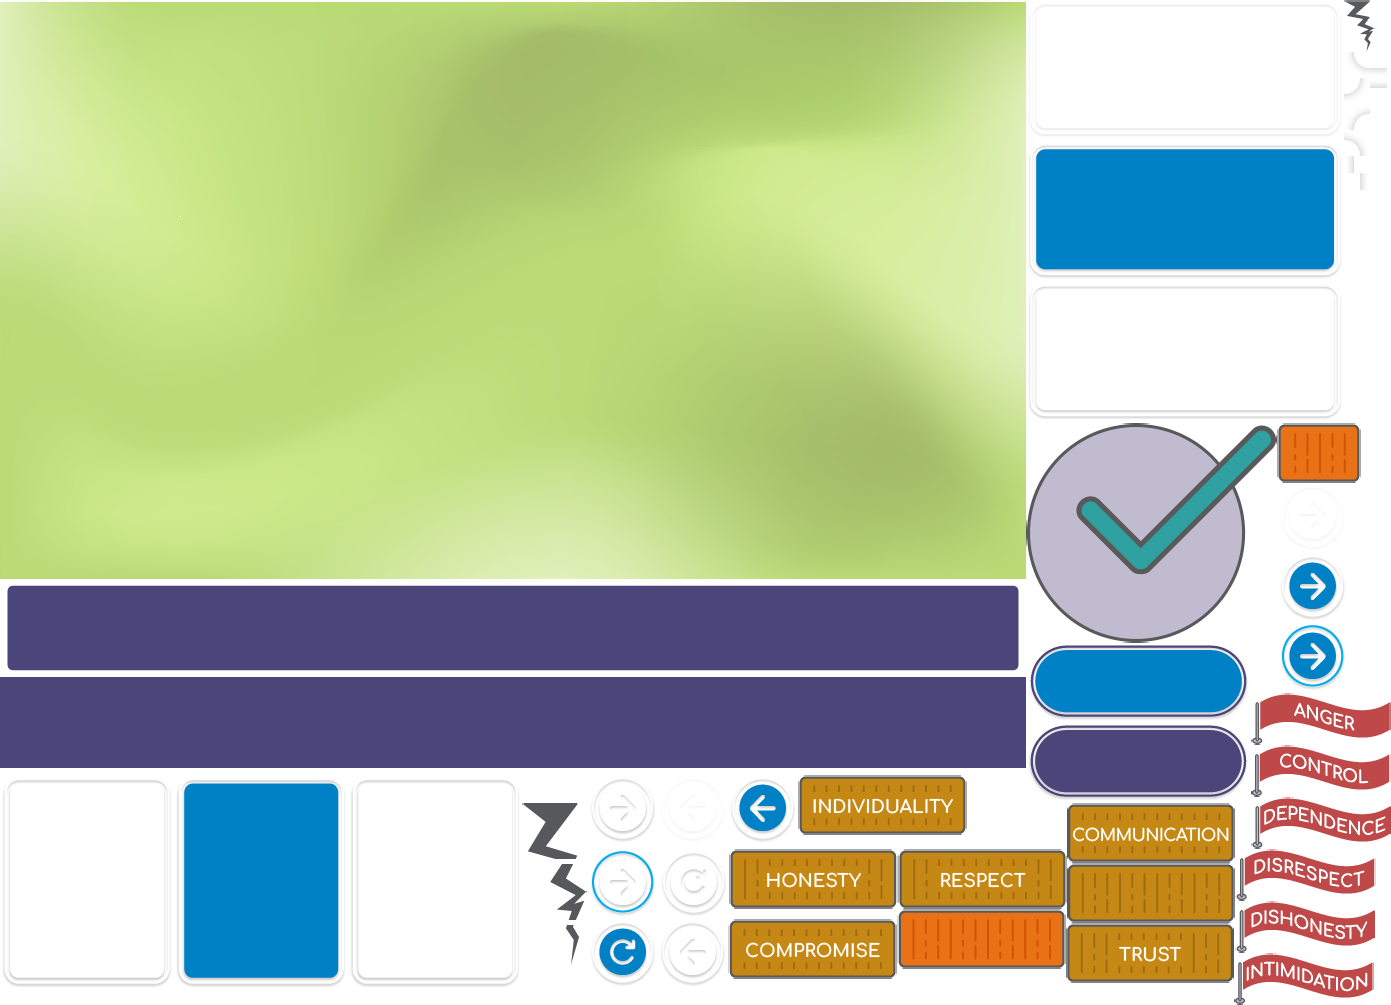 ANGER
CONTROL
DEPENDENCE
DISRESPECT
DISHONESTY
INTIMIDATION
INDIVIDUALITY
COMMUNICATION
HONESTY
RESPECT
COMPROMISE
TRUST